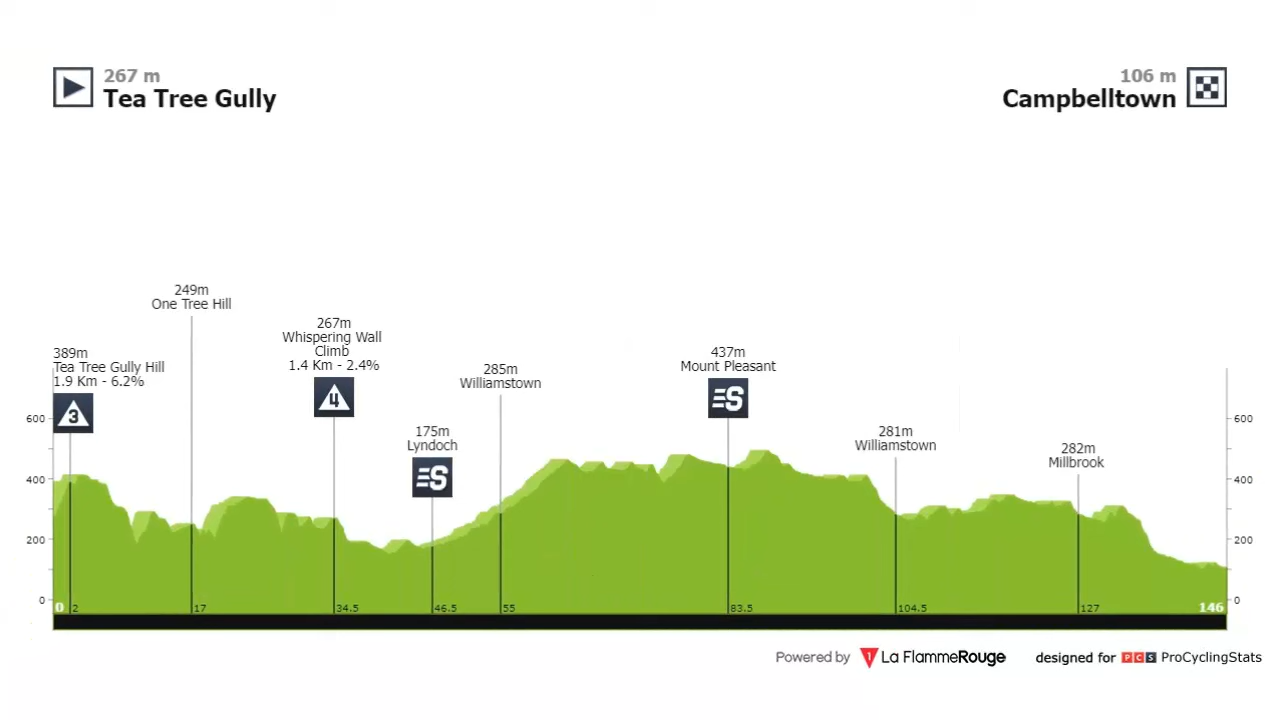 267 m
Tea Tree Gully
106 m
Campbelltown
249m
One Tree Hill
267m
Whispering Wall
Climb
1.4 Km - 2.4%
389m
Tea Tree Gully Hill
1.9 Km - 6.2%
3
4
285m
Williamstown
175m
Lyndoch
S
437m
Mount Pleasant
S
281m
Williamstown
282m
Millbrook
600
400
200
0
600
400
200
0
0 2 17 34.5 46.5 55 83.5 104.5 127 146
Powered by 1 La FlammeRouge designed for PCS ProCyclingStats